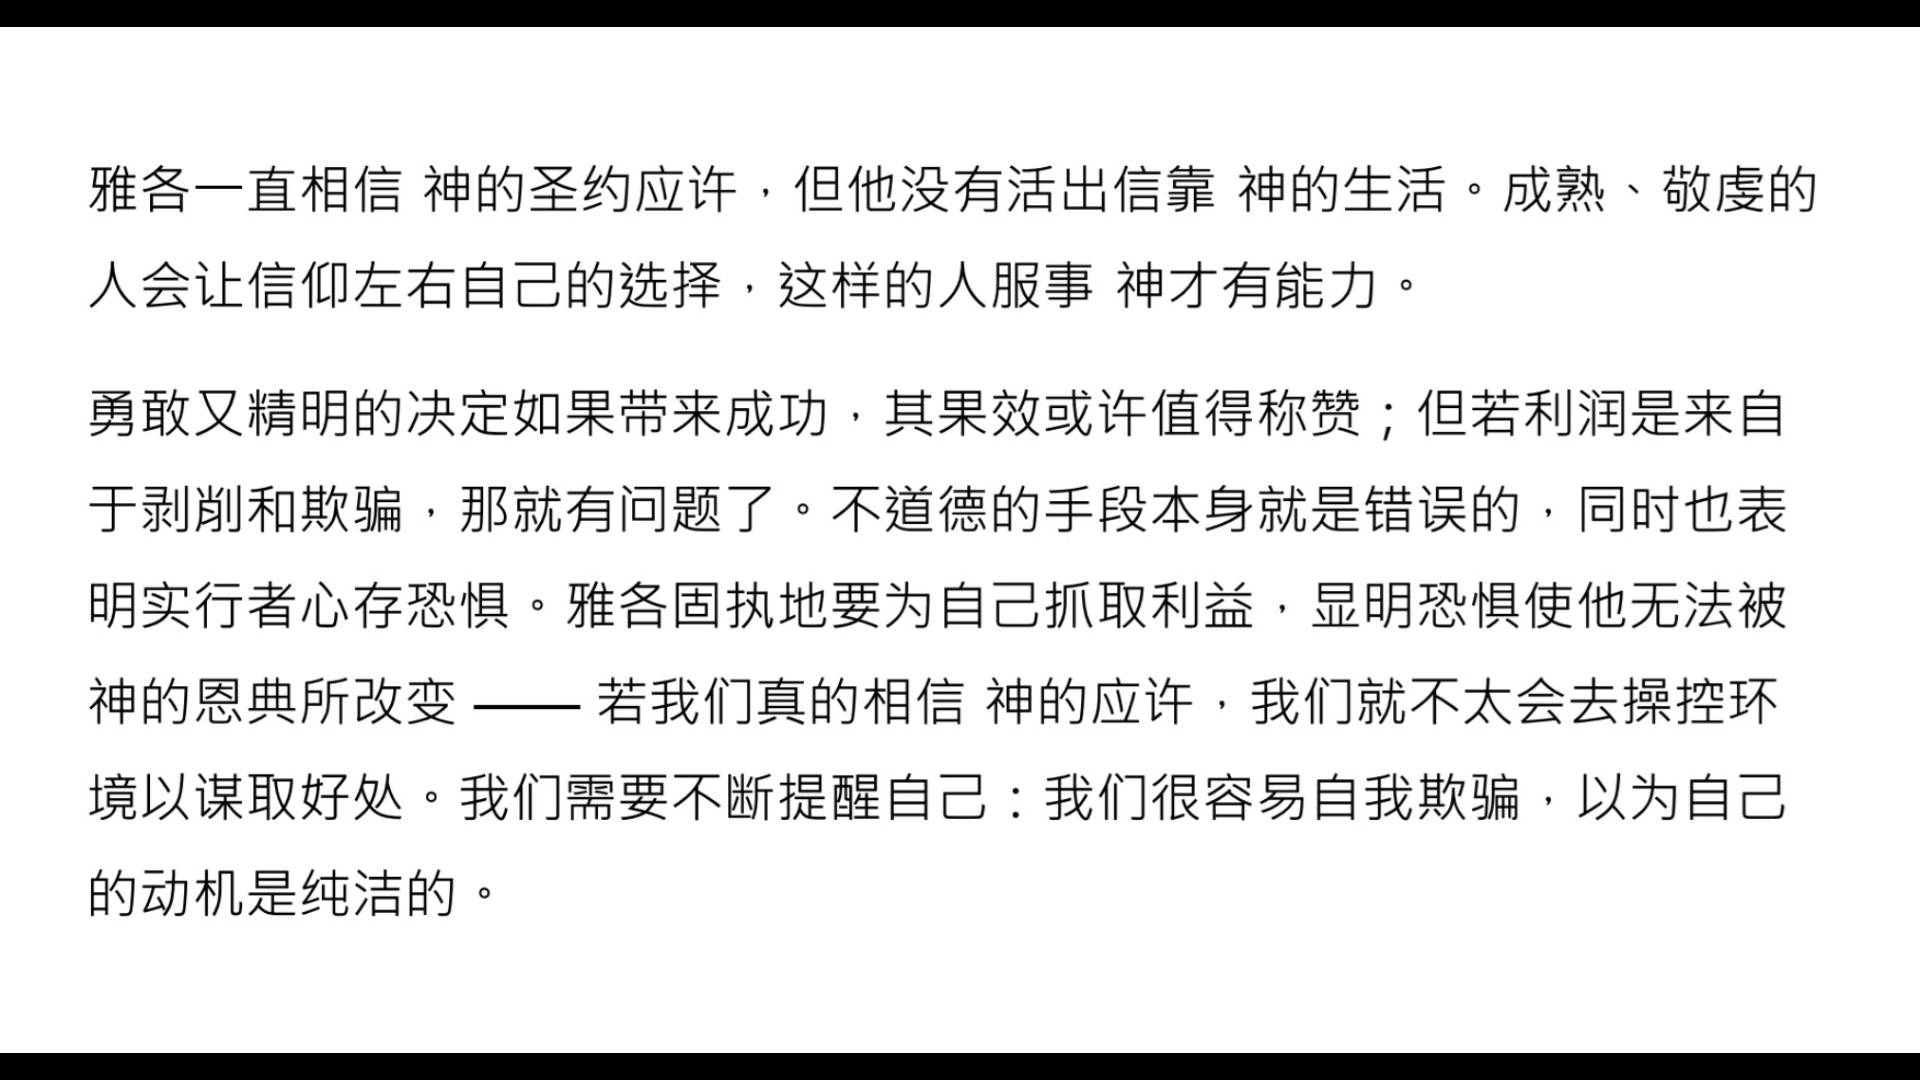 雅各一直相信 神的圣约应许，但他没有活出信靠 神的生活。成熟、敬虔的
人会让信仰左右自己的选择，这样的人服事 神才有能力。
勇敢又精明的决定如果带来成功，其果效或许值得称赞；但若利润是来自
于剥削和欺骗，那就有问题了。不道德的手段本身就是错误的，同时也表
明实行者心存恐惧。雅各固执地要为自己抓取利益，显明恐惧使他无法被
神的恩典所改变 —— 若我们真的相信 神的应许，我们就不太会去操控环
境以谋取好处。我们需要不断提醒自己：我们很容易自我欺骗，以为自己
的动机是纯洁的。